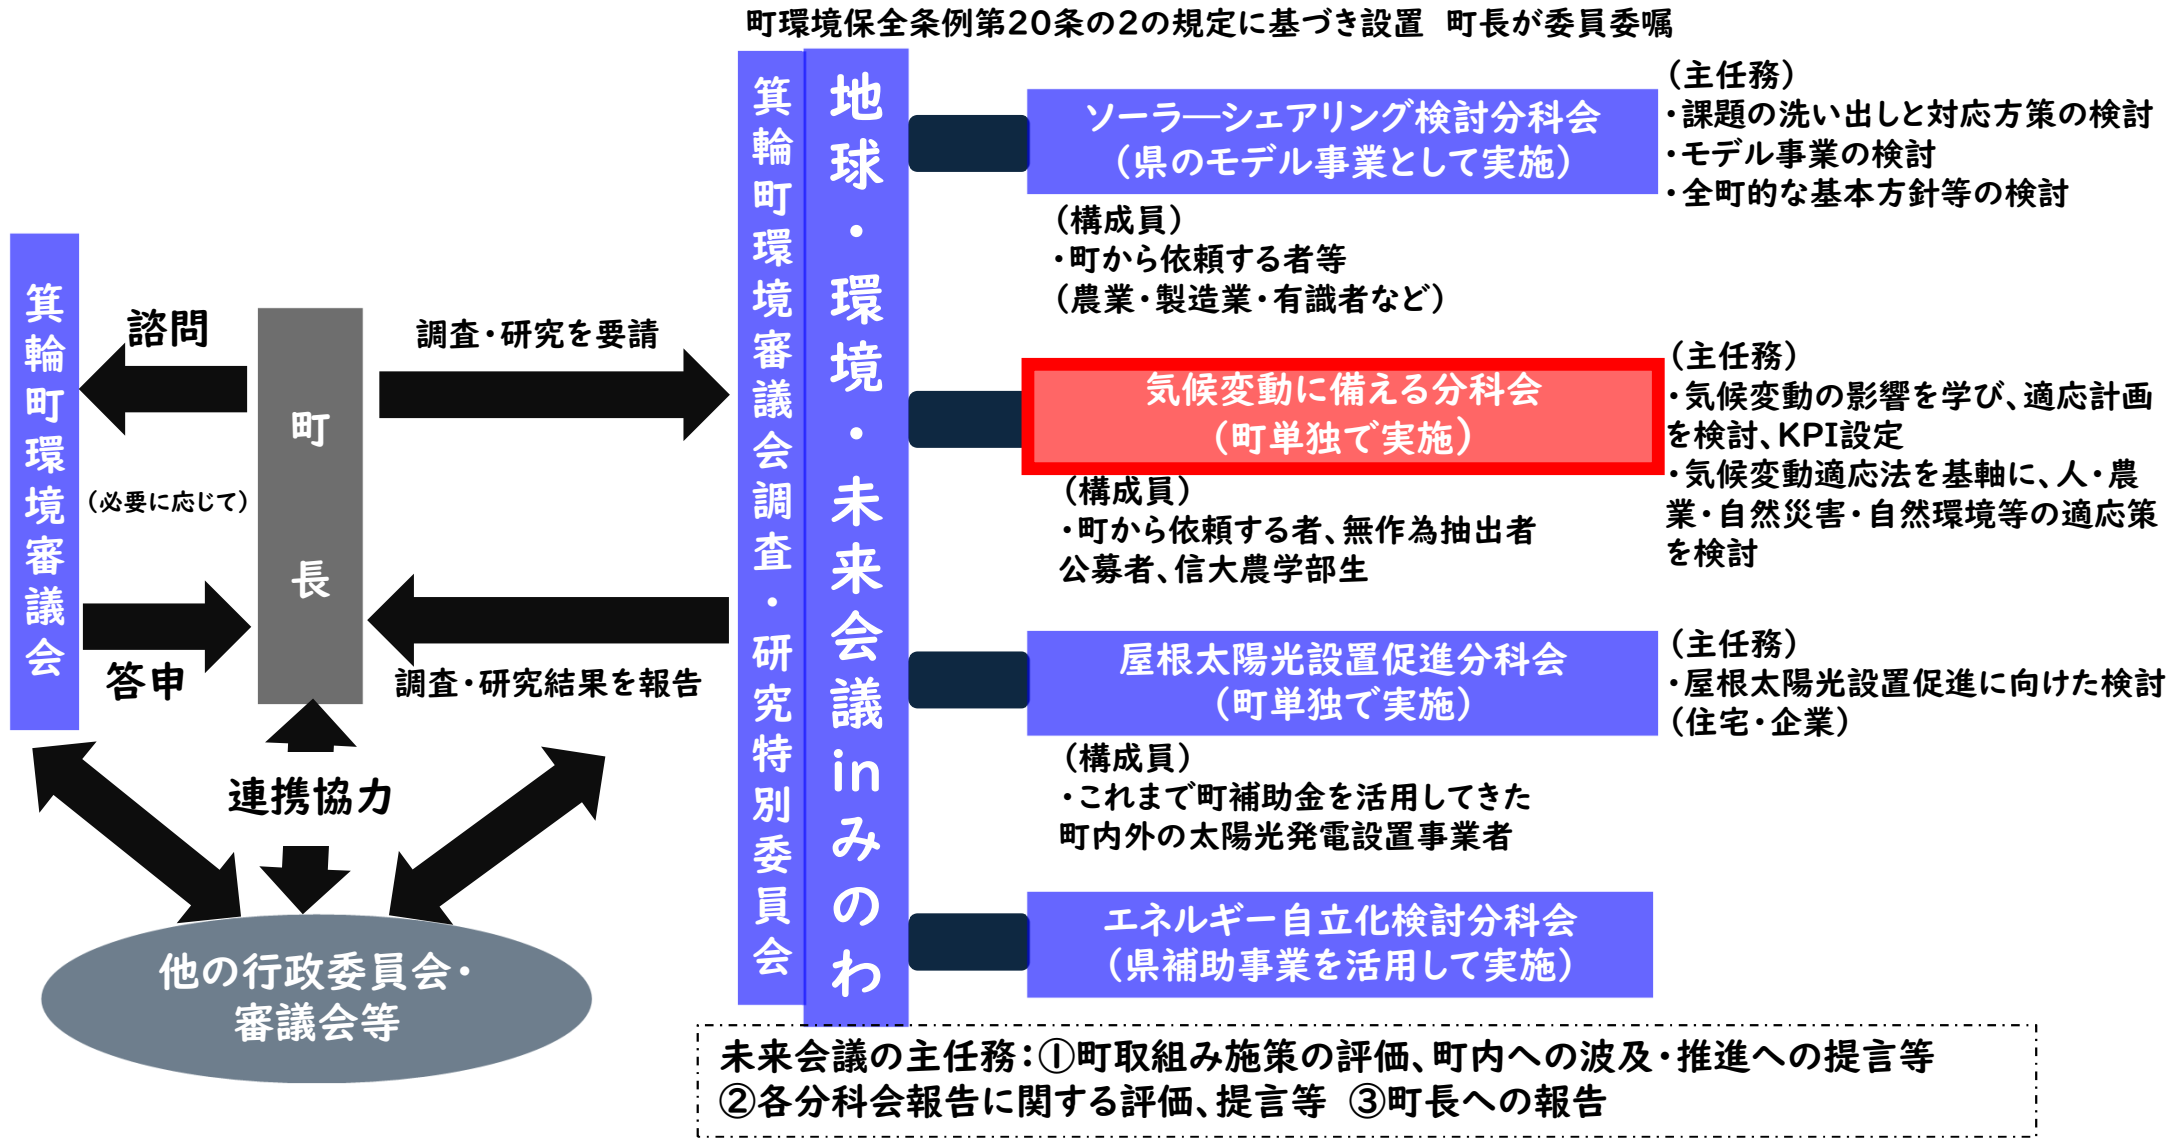 町環境保全条例第20条の2の規定に基づき設置 町長が委員委嘱
箕輪町環境審議会
諮問
(必要に応じて)
答申
町長
調査・研究を要請
調査・研究結果を報告
連携協力
他の行政委員会・
審議会等
箕輪町環境審議会調査・研究特別委員会
地球・環境・未来会議inみのわ
ソーラーシェアリング検討分科会
(県のモデル事業として実施)
(構成員)
・町から依頼する者等
(農業・製造業・有識者など)
(主任務)
・課題の洗い出しと対応方策の検討
・モデル事業の検討
・全町的な基本方針等の検討
気候変動に備える分科会
(町単独で実施)
(構成員)
・町から依頼する者、無作為抽出者
公募者、信大農学部生
(主任務)
・気候変動の影響を学び、適応計画
を検討、KPI設定
・気候変動適応法を基軸に、人・農
業・自然災害・自然環境等の適応策
を検討
屋根太陽光設置促進分科会
(町単独で実施)
(構成員)
・これまで町補助金を活用してきた
町内外の太陽光発電設置事業者
(主任務)
・屋根太陽光設置促進に向けた検討
(住宅・企業)
エネルギー自立化検討分科会
(県補助事業を活用して実施)
未来会議の主任務:①町取組み施策の評価、町内への波及・推進への提言等
②各分科会報告に関する評価、提言等 ③町長への報告